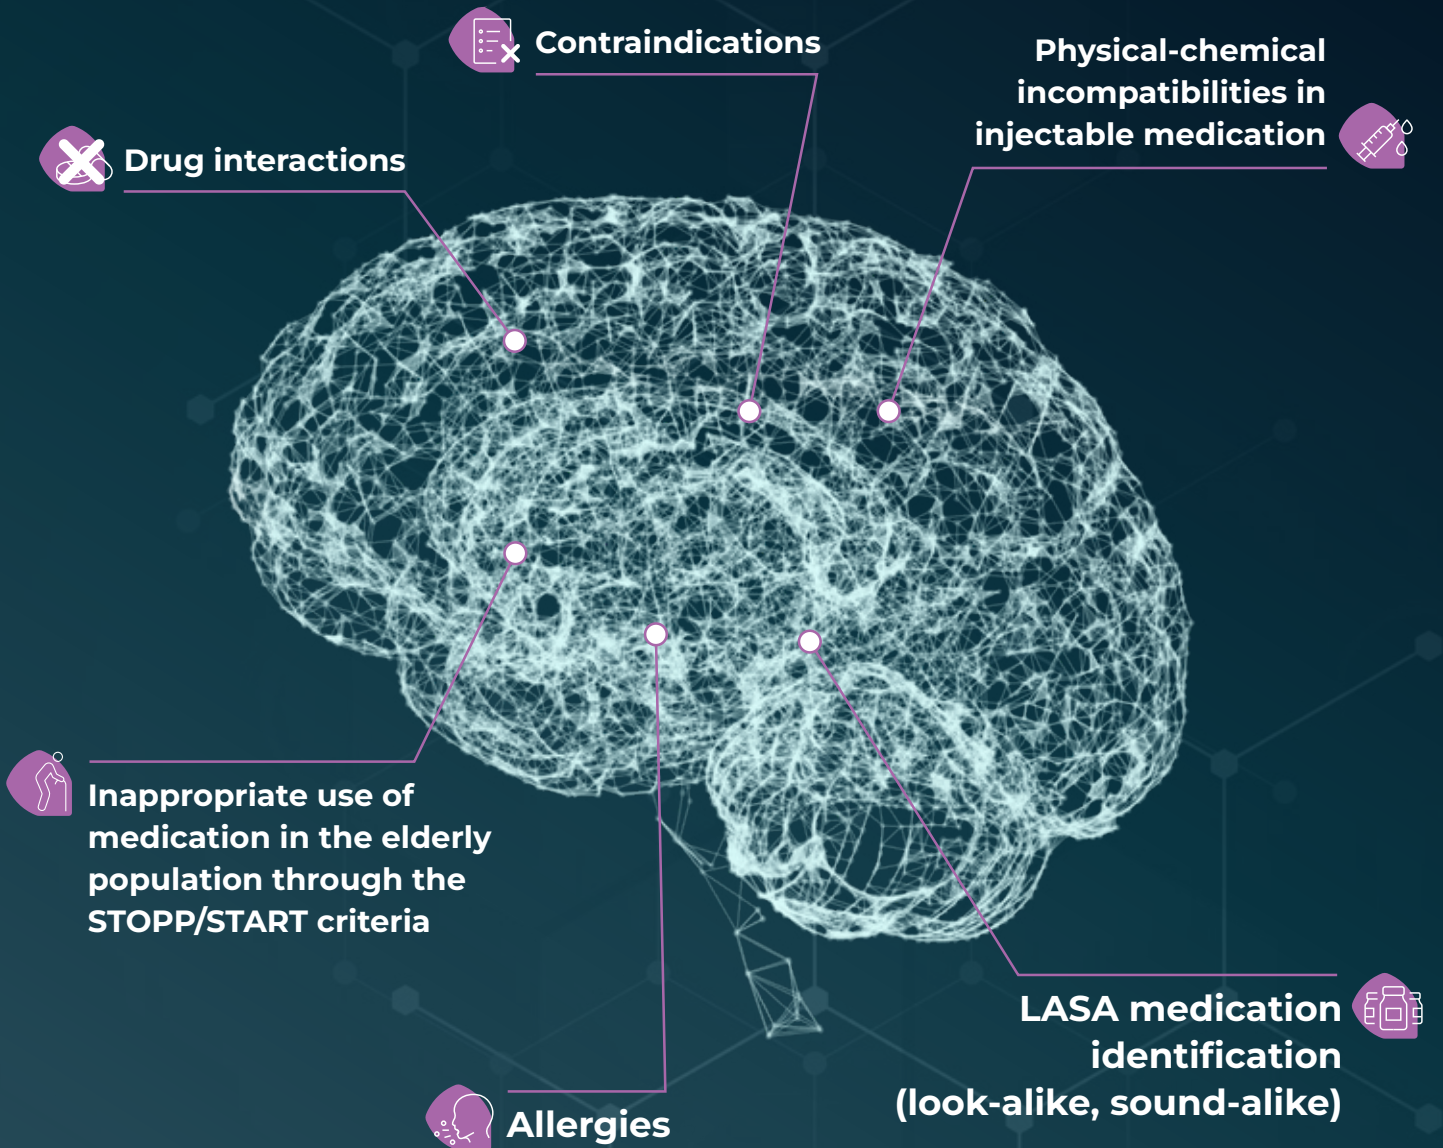 Contraindications
Physical-chemical
incompatibilities in
injectable medication
Drug interactions
Inappropriate use of
medication in the elderly
population through the
STOPP/START criteria
LASA medication
identification
(look-alike, sound-alike)
Allergies